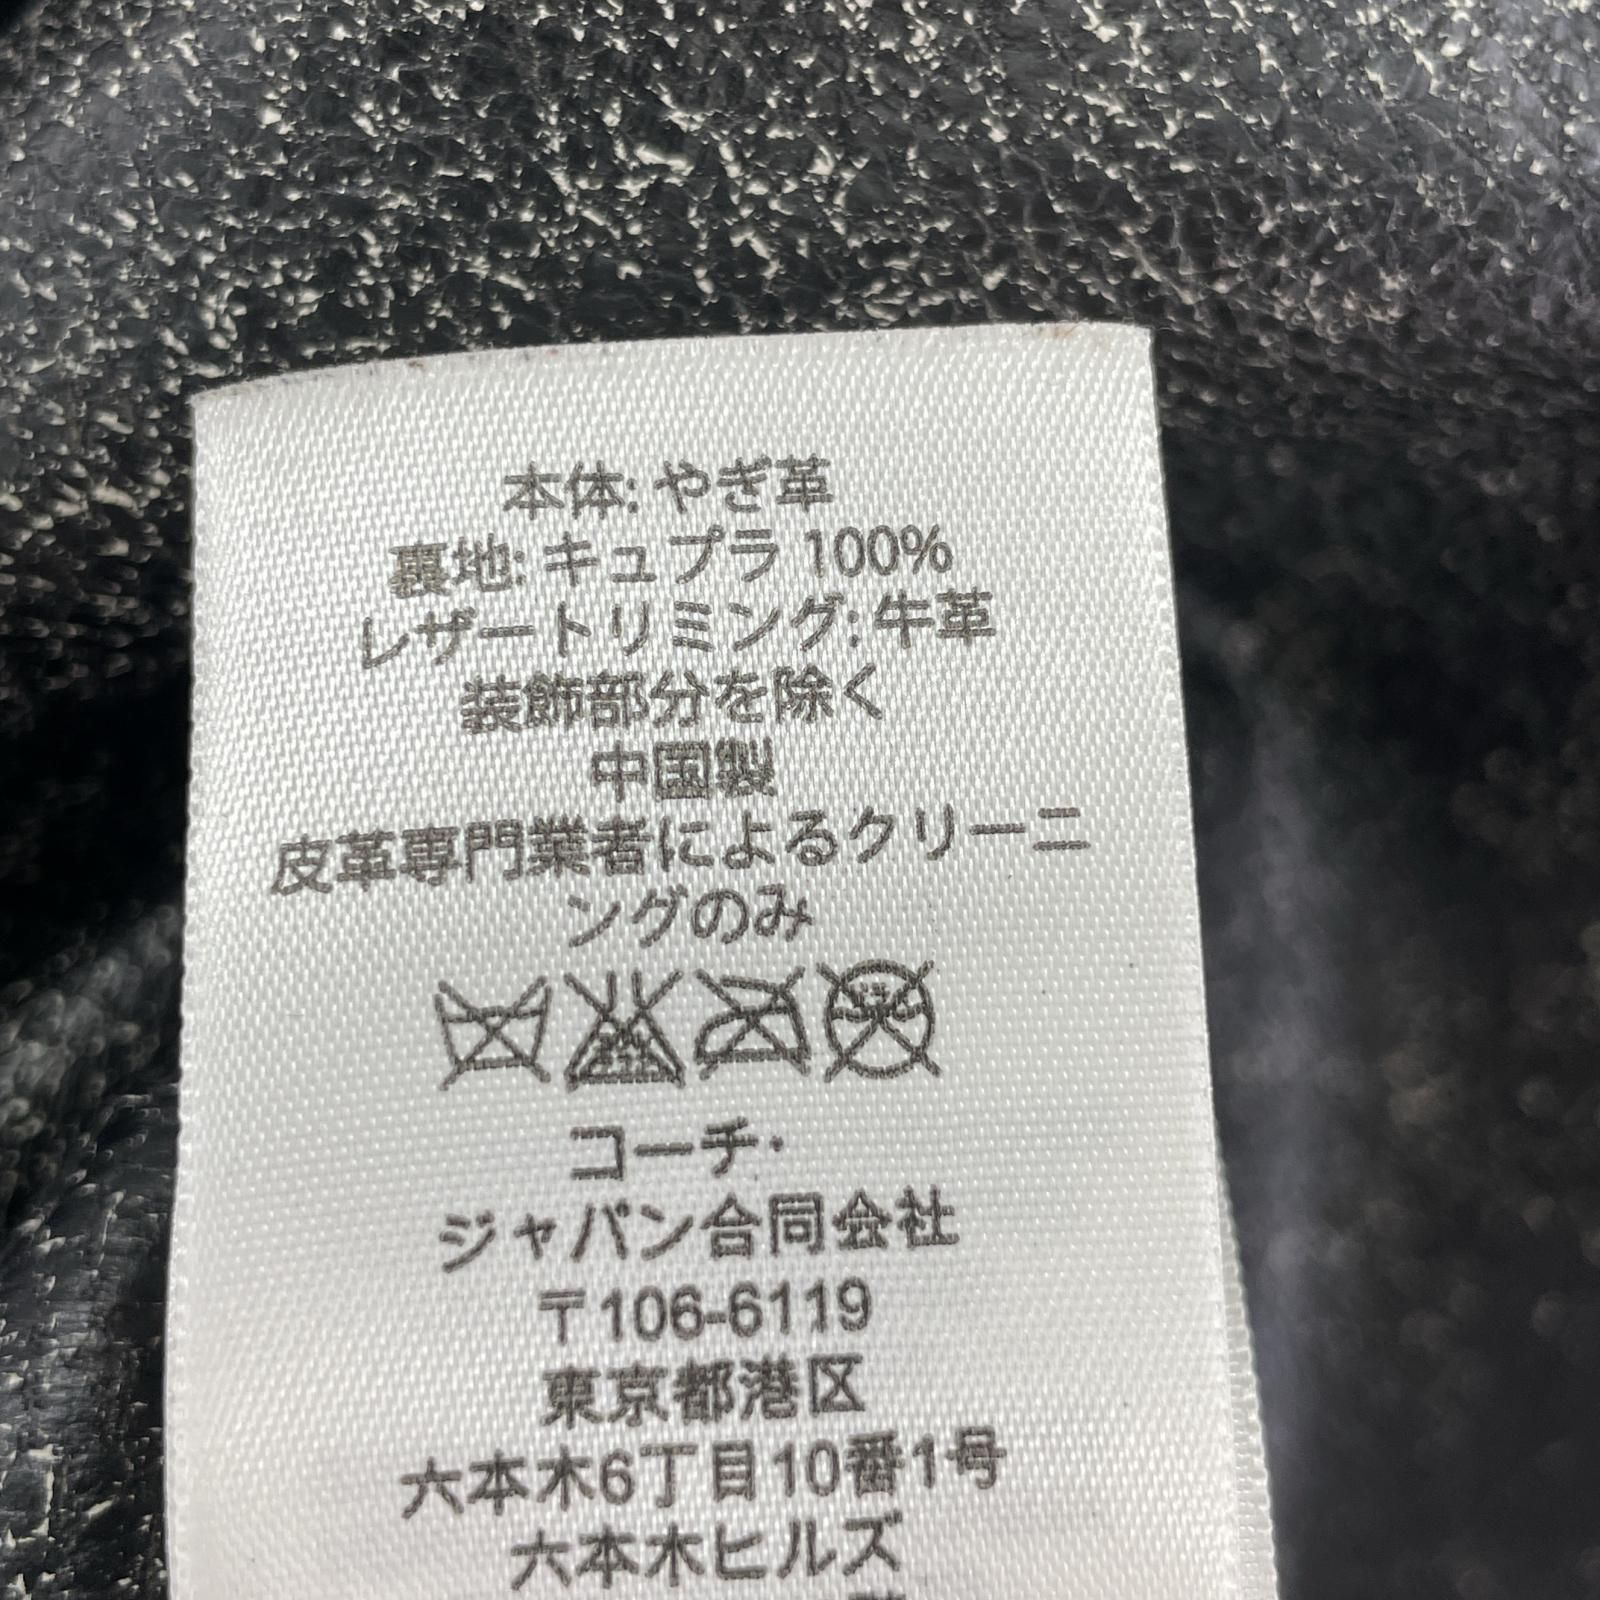 本体: やぎ革
裏地: キュプラ 100%
レザートリミング: 牛革
装飾部分を除く
中国製
皮革専門業者によるクリーニ
ングのみ
コーチ・
ジャパン合同会社
〒106-6119
東京都港区
六本木6丁目10番1号
六本木ヒルズ